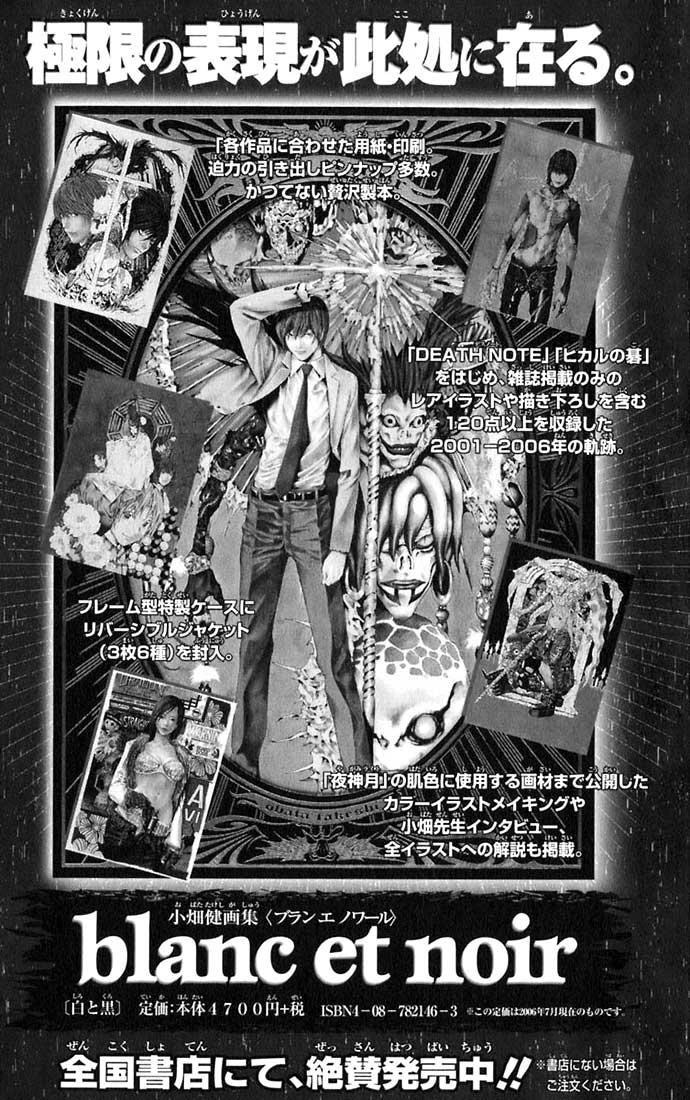 極限の表現が此処に在る。
「各作品に合わせた用紙・印刷。
迫力の引き出しピンナップ多数。
かつてない贅沢製本。
「DEATH NOTE」「ヒカルの碁」
をはじめ、雑誌掲載のみの
レアイラストや描き下ろしを含む
120点以上を収録した
2001―2006年の軌跡。
フレーム型特製ケースに
リバーシブルジャケット
(3枚6種)を封入。
「夜神月」の肌色に使用する画材まで公開した
カラーイラストメイキングや
小畑先生インタビュー、
全イラストへの解説も掲載。
obata takeshi
小畑健画集〈ブラン エ ノワール〉
blanc et noir
〔白と黒〕 定価:本体4700円+税 ISBN4-08-782146-3 ※この定価は2006年7月現在のものです。
全国書店にて、絶賛発売中!!
※書店にない場合は
ご注文ください。